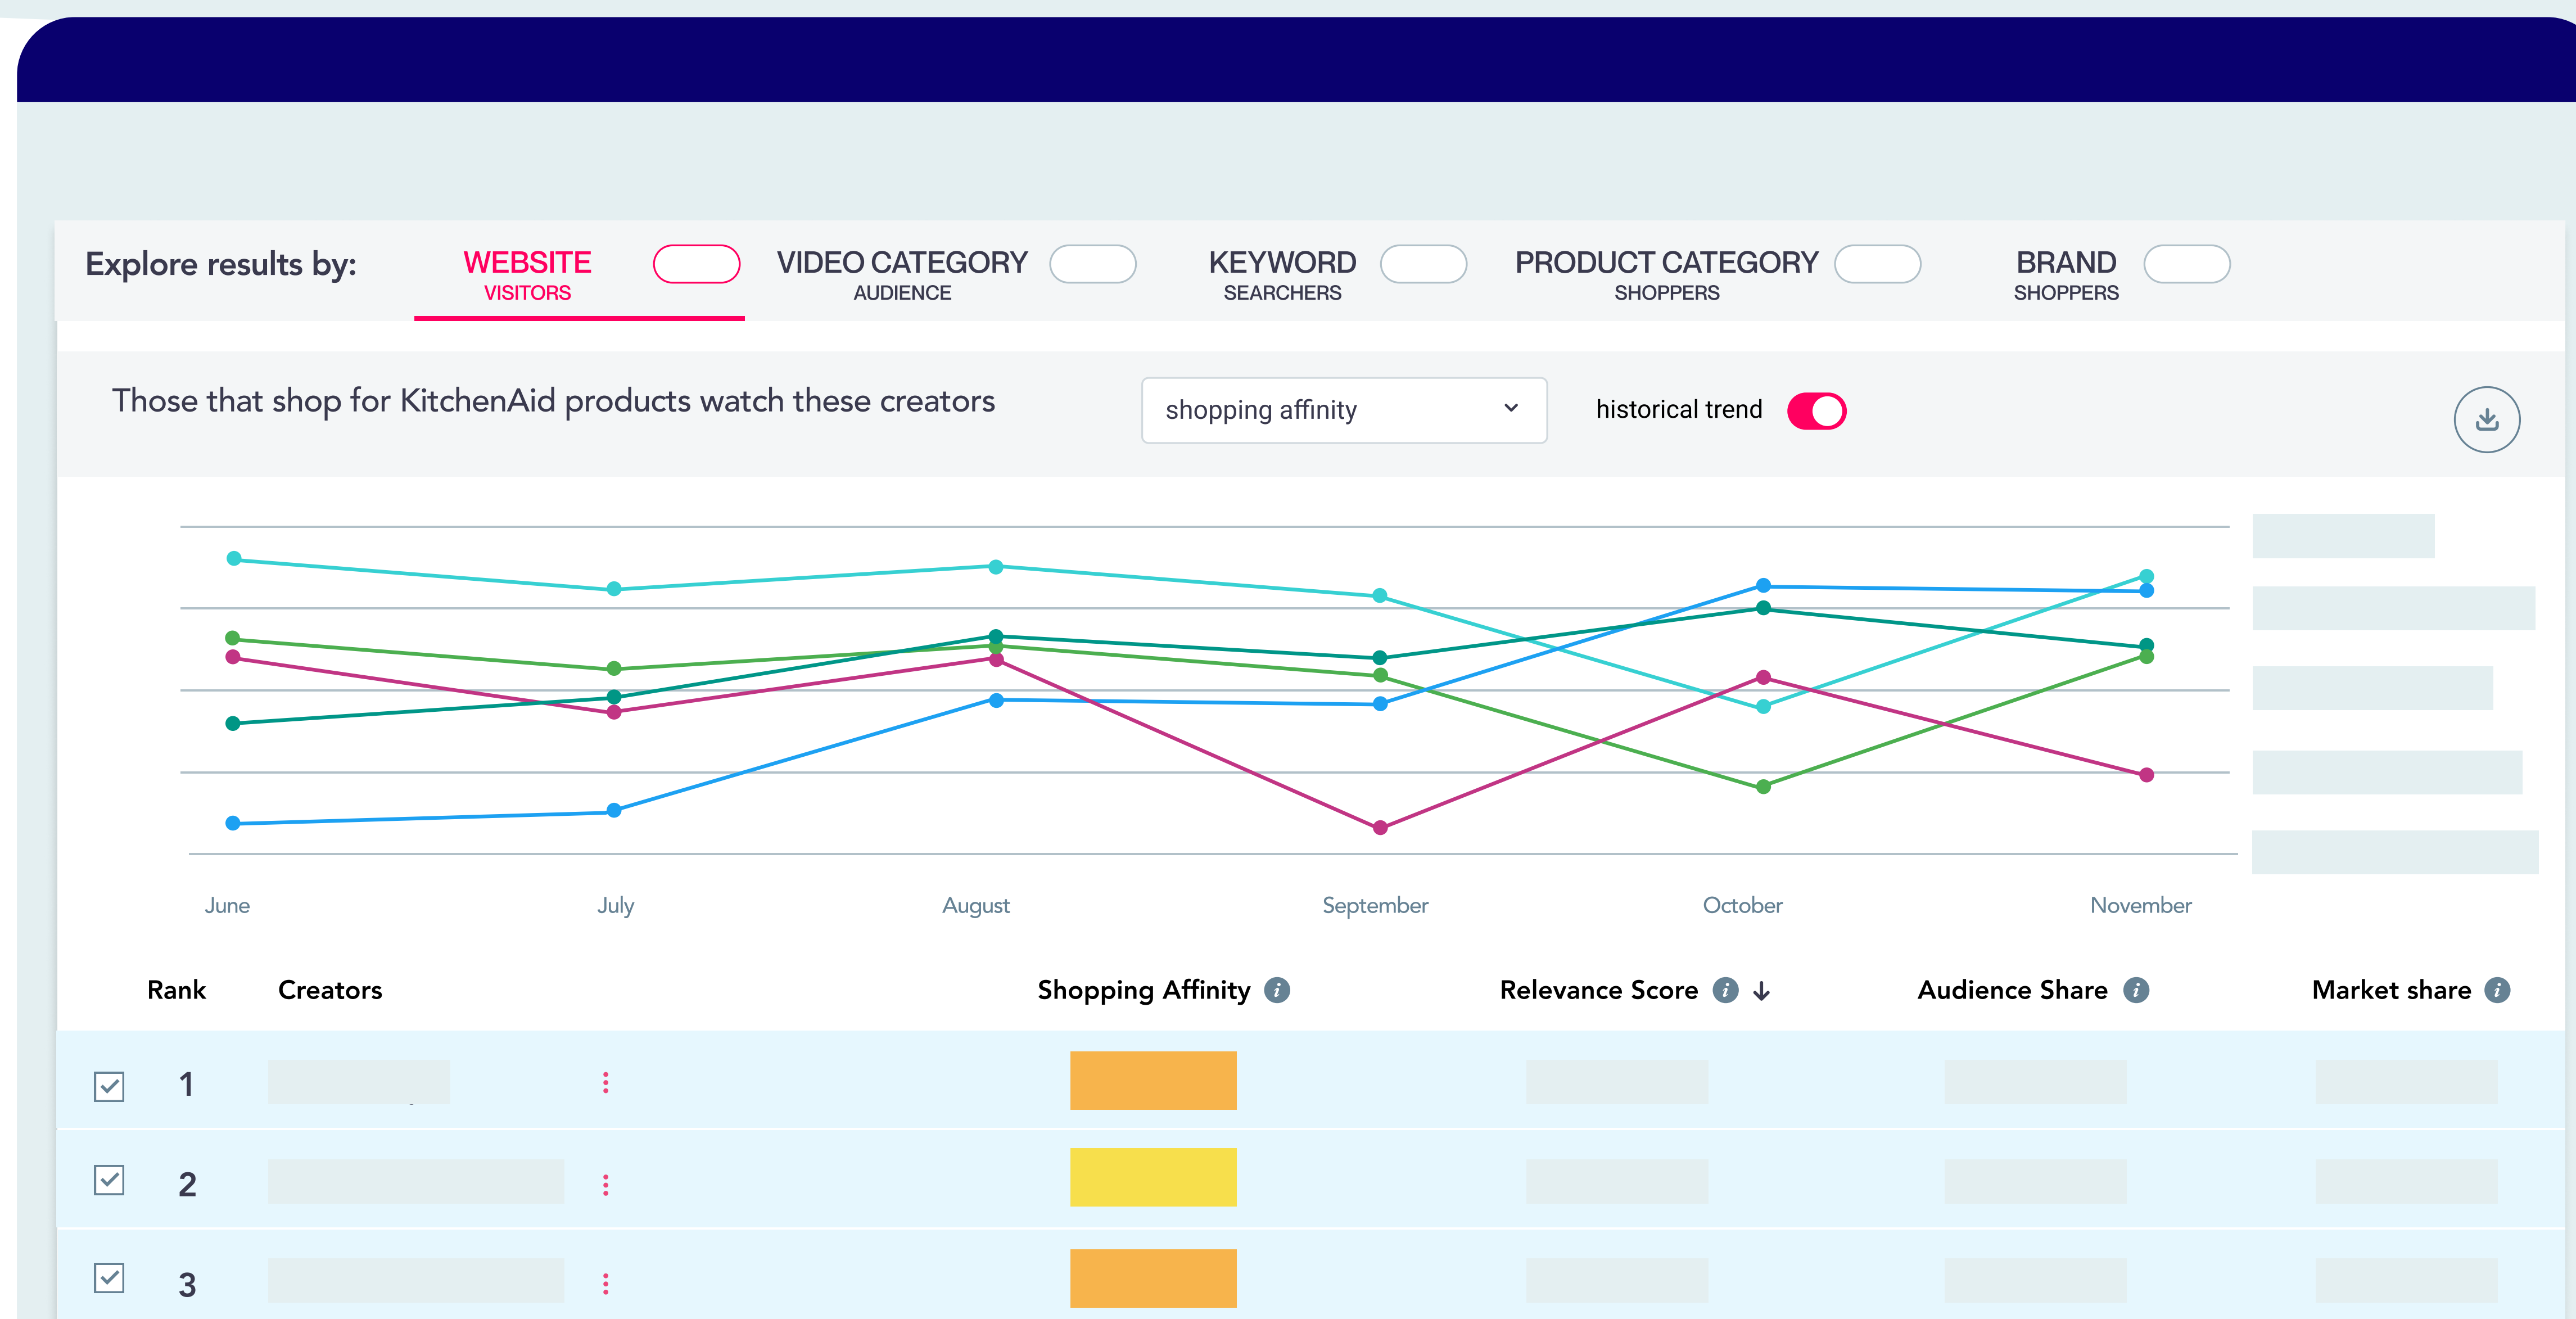 Explore results by:
WEBSITE
VISITORS
VIDEO CATEGORY
AUDIENCE
KEYWORD
SEARCHERS
PRODUCT CATEGORY
SHOPPERS
BRAND
SHOPPERS
Those that shop for KitchenAid products watch these creators
shopping affinity
historical trend
June July August September October November
Rank Creators Shopping Affinity i Relevance Score i Audience Share i Market share i
1
2
3